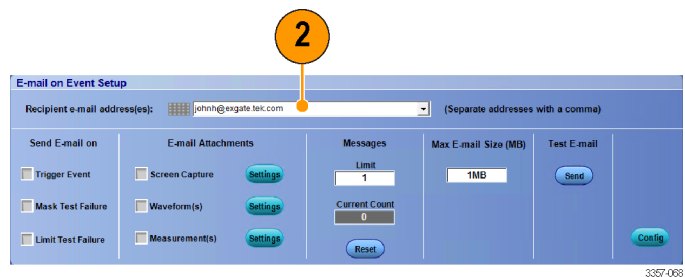 2
E-mail on Event Setup
Recipient e-mail address(es): johnh@exgate.tek.com (Separate addresses with a comma)
Send E-mail on E-mail Attachments Messages Max E-mail Size (MB) Test E-mail
Limit
Trigger Event Screen Capture Settings 1 1MB Send
Mask Test Failure Waveform(s) Settings Current Count
0
Limit Test Failure Measurement(s) Settings Reset Config
3357-068